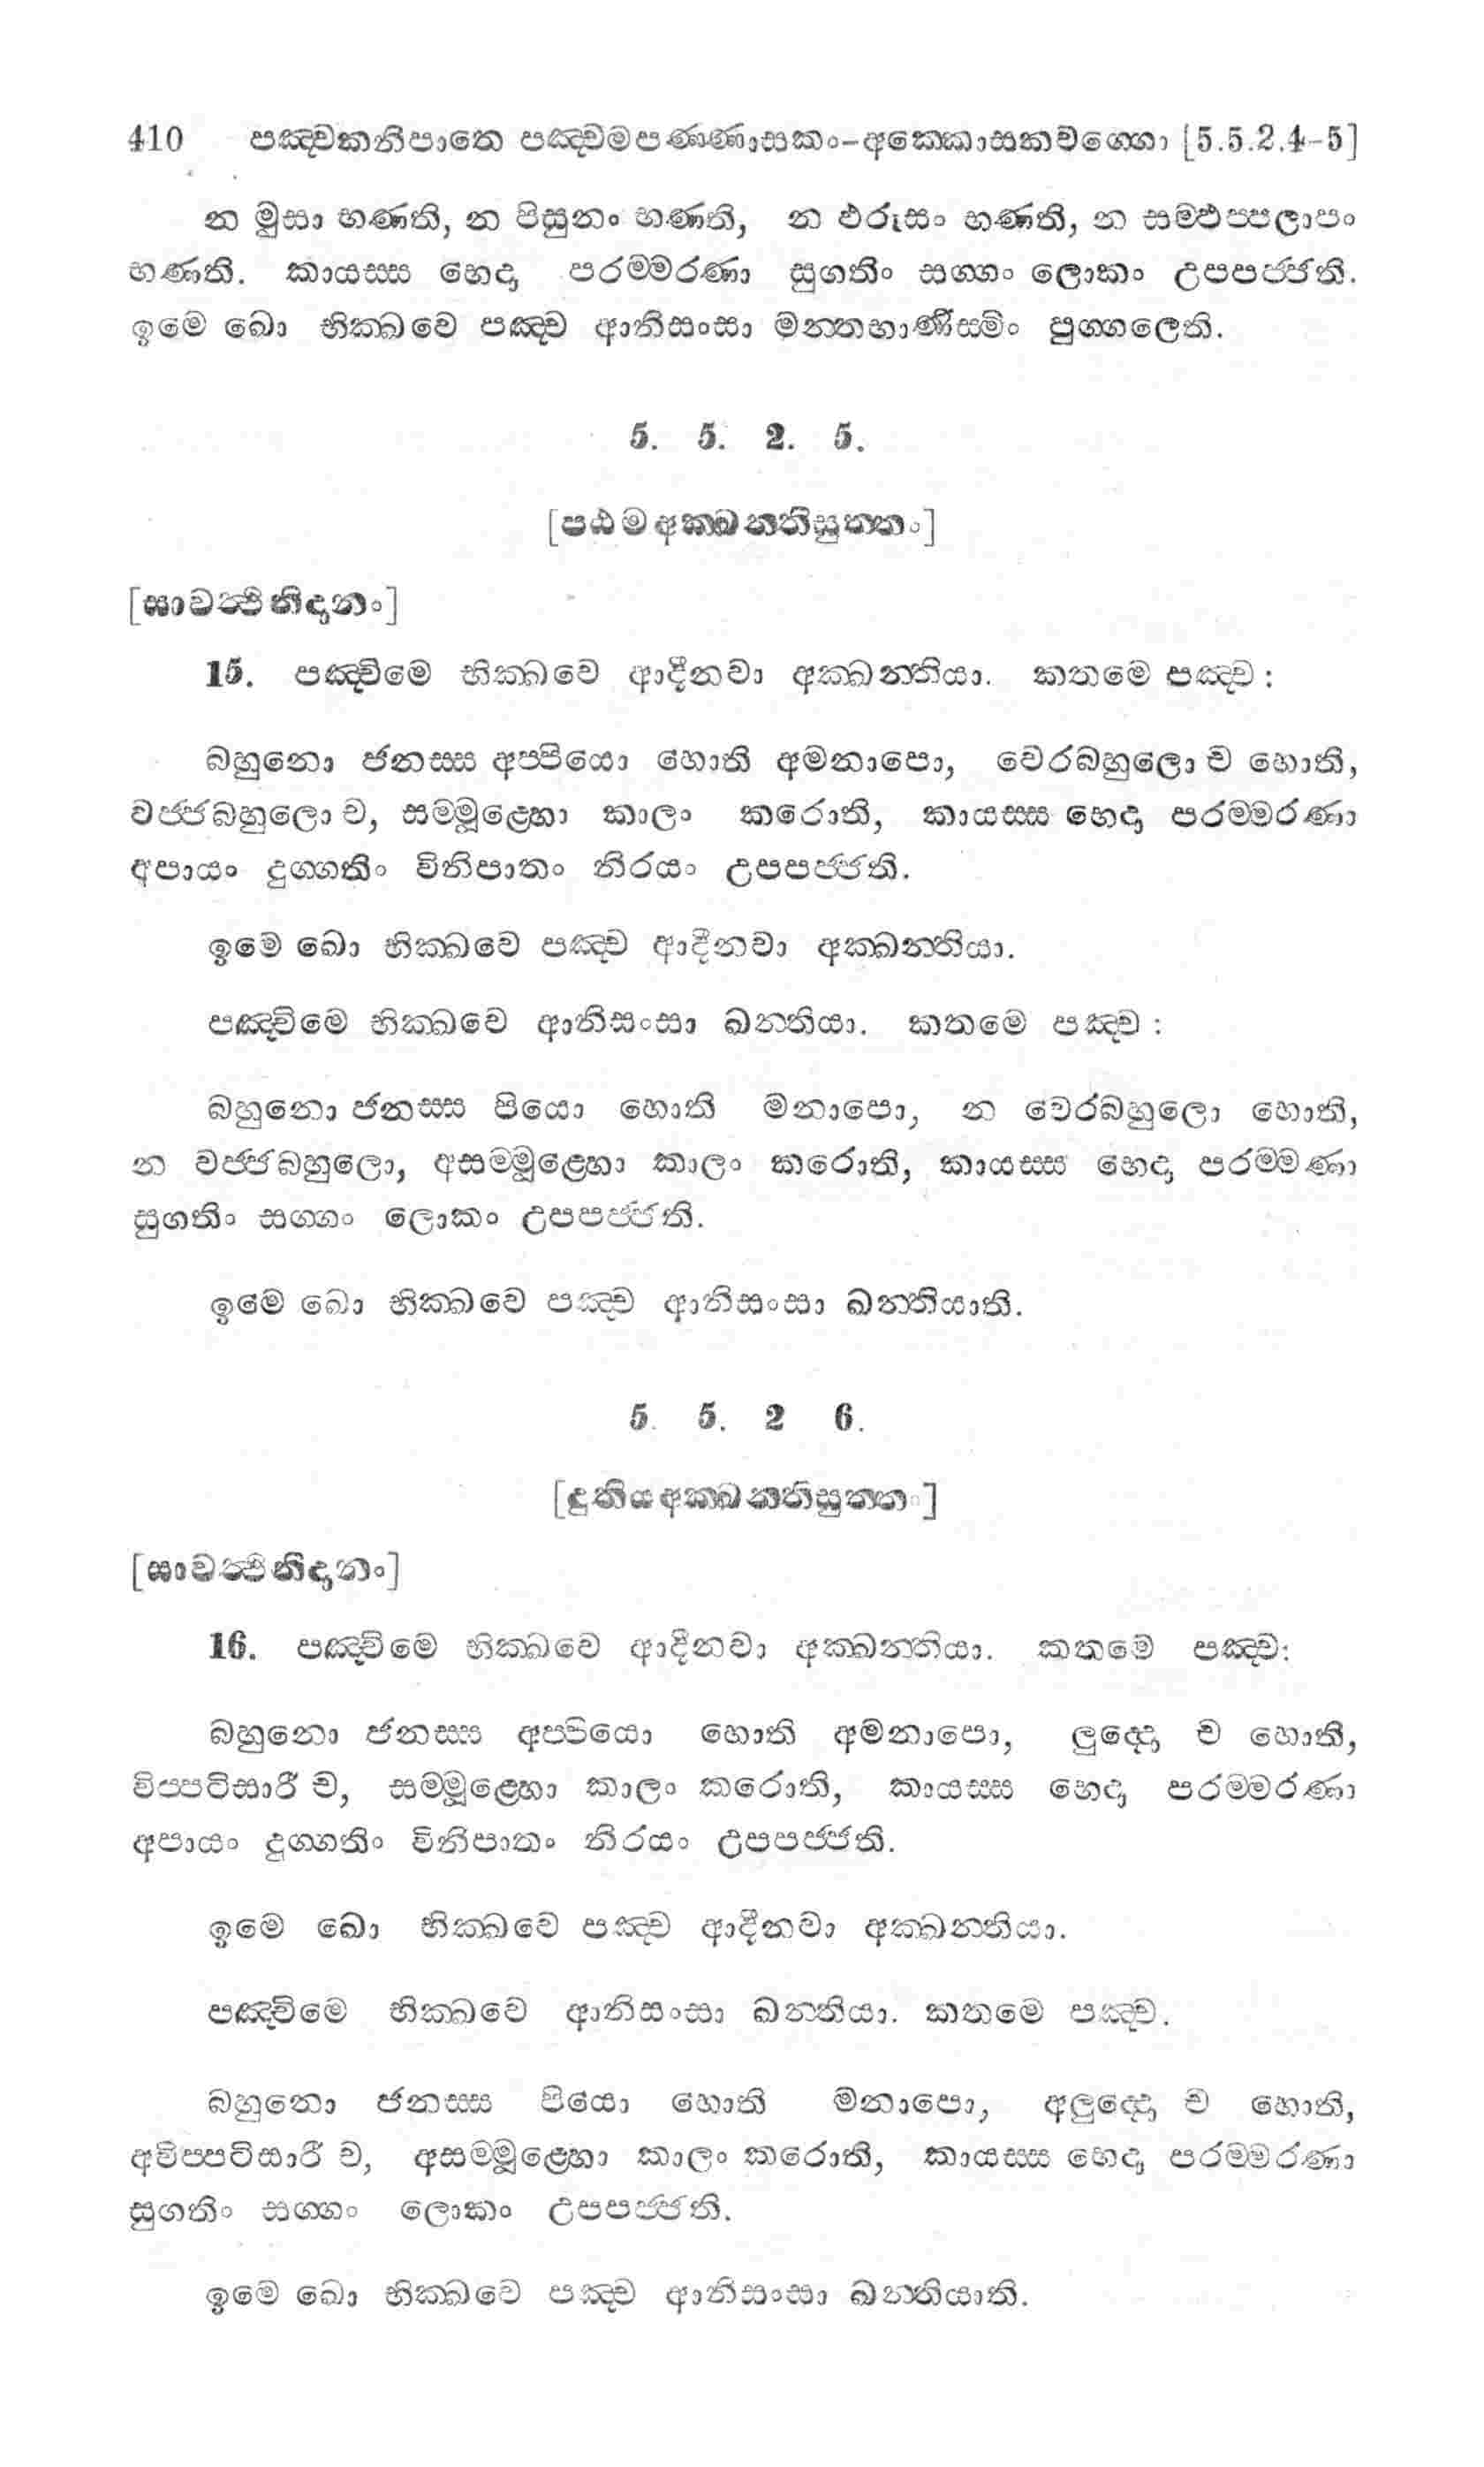 410 පඤ්චකනිපාතෙ පඤ්චමපණ්ණාසකං-අක්කොසකවග්ගො [5.5.2.4-5]
න මුසා භණති, න පිසුනං භණති, න ඵරුසං භණති, න සම්ඵප්පලාපං
භණති. කායස්ස භෙදා පරම්මරණා සුගතිං සග්ගං ලොකං උපපජ්ජති.
ඉමෙ ඛො භික්ඛවෙ පඤ්ච ආනිසංසා මන්තභාණිස්මිං පුග්ගලෙති.
5. 5. 2. 5.
[පඨමඅක්ඛන්තිසුත්තං]
[සාවත්ථිනිදානං]
15. පඤ්චිමෙ භික්ඛවෙ ආදීනවා අක්ඛන්තියා. කතමෙ පඤ්ච :
බහුනො ජනස්ස අප්පියො හොති අමනාපො, වෙරබහුලො ච හොති,
වජ්ජබහුලො ච, සම්මූළ්හො කාලං කරොති, කායස්ස භෙදා පරම්මරණා
අපායං දුග්ගතිං විනිපාතං නිරයං උපපජ්ජති.
ඉමෙ ඛො භික්ඛවෙ පඤ්ච ආදීනවා අක්ඛන්තියා.
පඤ්චිමෙ භික්ඛවෙ ආනිසංසා ඛන්තියා. කතමෙ පඤ්ච :
බහුනො ජනස්ස පියො හොති මනාපො, න වෙරබහුලො හොති,
න වජ්ජබහුලො, අසම්මූළ්හො කාලං කරොති, කායස්ස භෙදා පරම්මණා
සුගතිං සග්ගං ලොකං උපපජ්ජති.
ඉමෙ ඛො භික්ඛවෙ පඤ්ච ආනිසංසා ඛන්තියාති.
5. 5. 2 6.
[දුතියඅක්ඛන්තිසුත්තං]
[සාවත්ථිනිදානං]
16. පඤ්චිමෙ භික්ඛවෙ ආදීනවා අක්ඛන්තියා. කතමෙ පඤ්ච:
බහුනො ජනස්ස අප්පියො හොති අමනාපො, ලුද්දො ච හොති,
විප්පටිසාරී ච, සම්මූළ්හො කාලං කරොති, කායස්ස භෙදා පරම්මරණා
අපායං දුග්ගතිං විනිපාතං නිරයං උපපජ්ජති.
ඉමෙ ඛො භික්ඛවෙ පඤ්ච ආදීනවා අක්ඛන්තියා.
පඤ්චිමෙ භික්ඛවෙ ආනිසංසා ඛන්තියා. කතමෙ පඤ්ච.
බහුනො ජනස්ස පියො හොති මනාපො, අලුද්දො ච හොති,
අවිප්පටිසාරී ච, අසම්මූළ්හො කාලං කරොති, කායස්ස භෙදා පරම්මරණා
සුගතිං සග්ගං ලොකං උපපජ්ජති.
ඉමෙ ඛො භික්ඛවෙ පඤ්ච ආනිසංසා ඛන්තියාති.